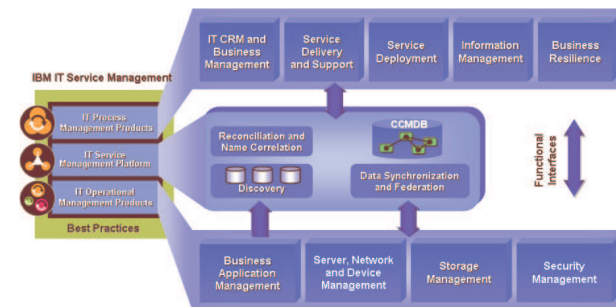 IT CRM and
Business
Management
Service
Delivery
and Support
Service
Deployment
Information
Management
Business
Resilience
IBM IT Service Management
IT Process
Management Products
IT Service
Management Platform
IT Operational
Management Products
Best Practices
Reconciliation and
Name Correlation
CCMDB
Discovery
Data Synchronization
and Federation
Functional
Interfaces
Business
Application
Management
Server, Network
and Device
Management
Storage
Management
Security
Management